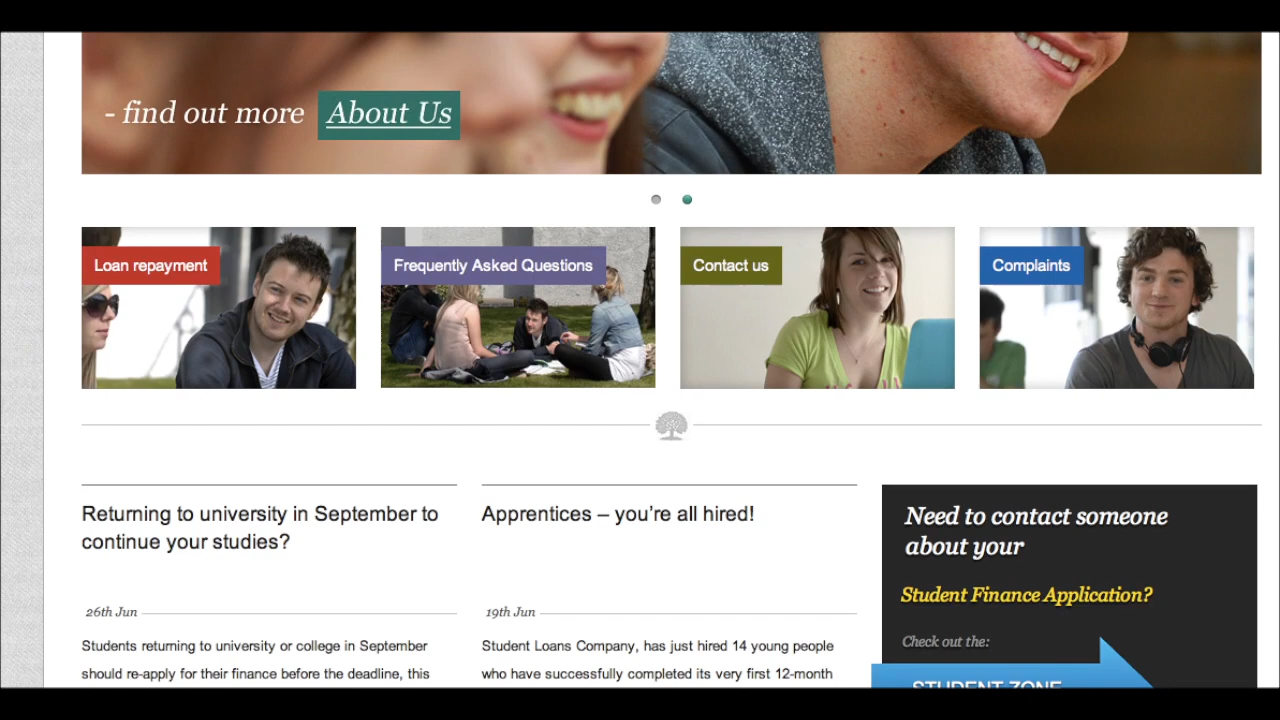 - find out more About Us
Loan repayment
Frequently Asked Questions
Contact us
Complaints
Returning to university in September to
continue your studies?
26th Jun
Students returning to university or college in September
should re-apply for their finance before the deadline, this
Apprentices – you’re all hired!
19th Jun
Student Loans Company, has just hired 14 young people
who have successfully completed its very first 12-month
Need to contact someone
about your
Student Finance Application?
Check out the:
STUDENT ZONE